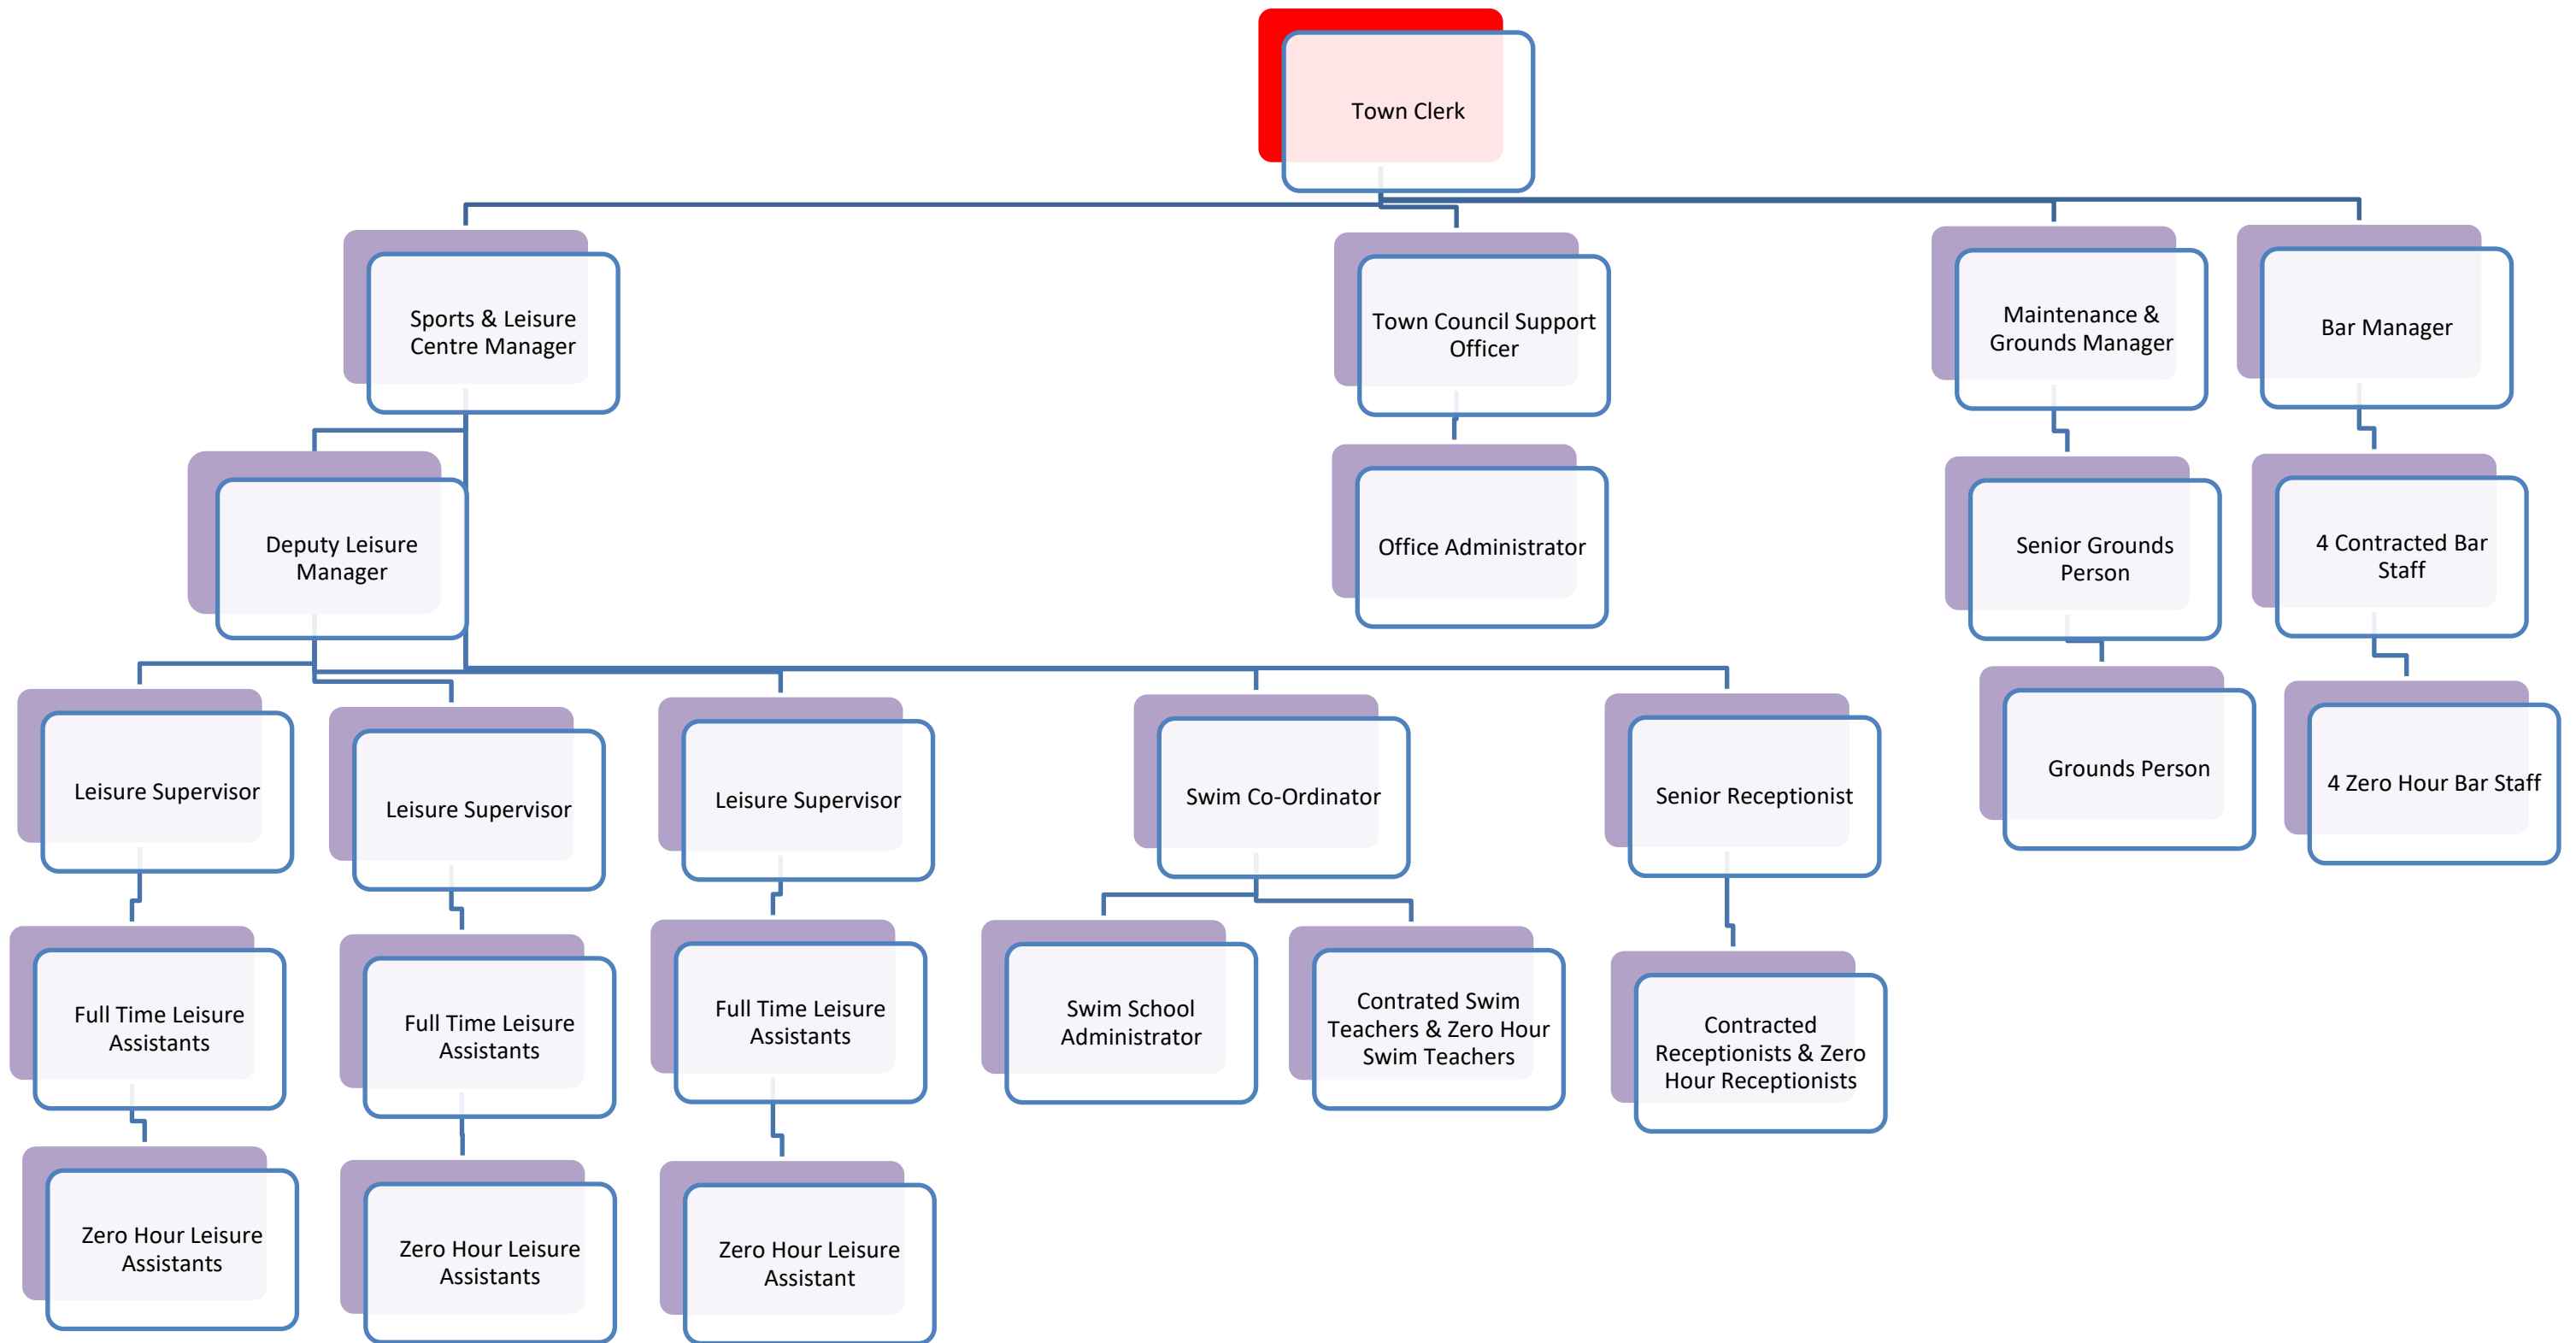 Town Clerk
Sports & Leisure
Centre Manager
Town Council Support
Officer
Maintenance &
Grounds Manager
Bar Manager
Deputy Leisure
Manager
Office Administrator
Senior Grounds
Person
4 Contracted Bar
Staff
Leisure Supervisor
Leisure Supervisor
Leisure Supervisor
Swim Co-Ordinator
Senior Receptionist
Grounds Person
4 Zero Hour Bar Staff
Full Time Leisure
Assistants
Full Time Leisure
Assistants
Full Time Leisure
Assistants
Swim School
Administrator
Contrated Swim
Teachers & Zero Hour
Swim Teachers
Contracted
Receptionists & Zero
Hour Receptionists
Zero Hour Leisure
Assistants
Zero Hour Leisure
Assistants
Zero Hour Leisure
Assistant